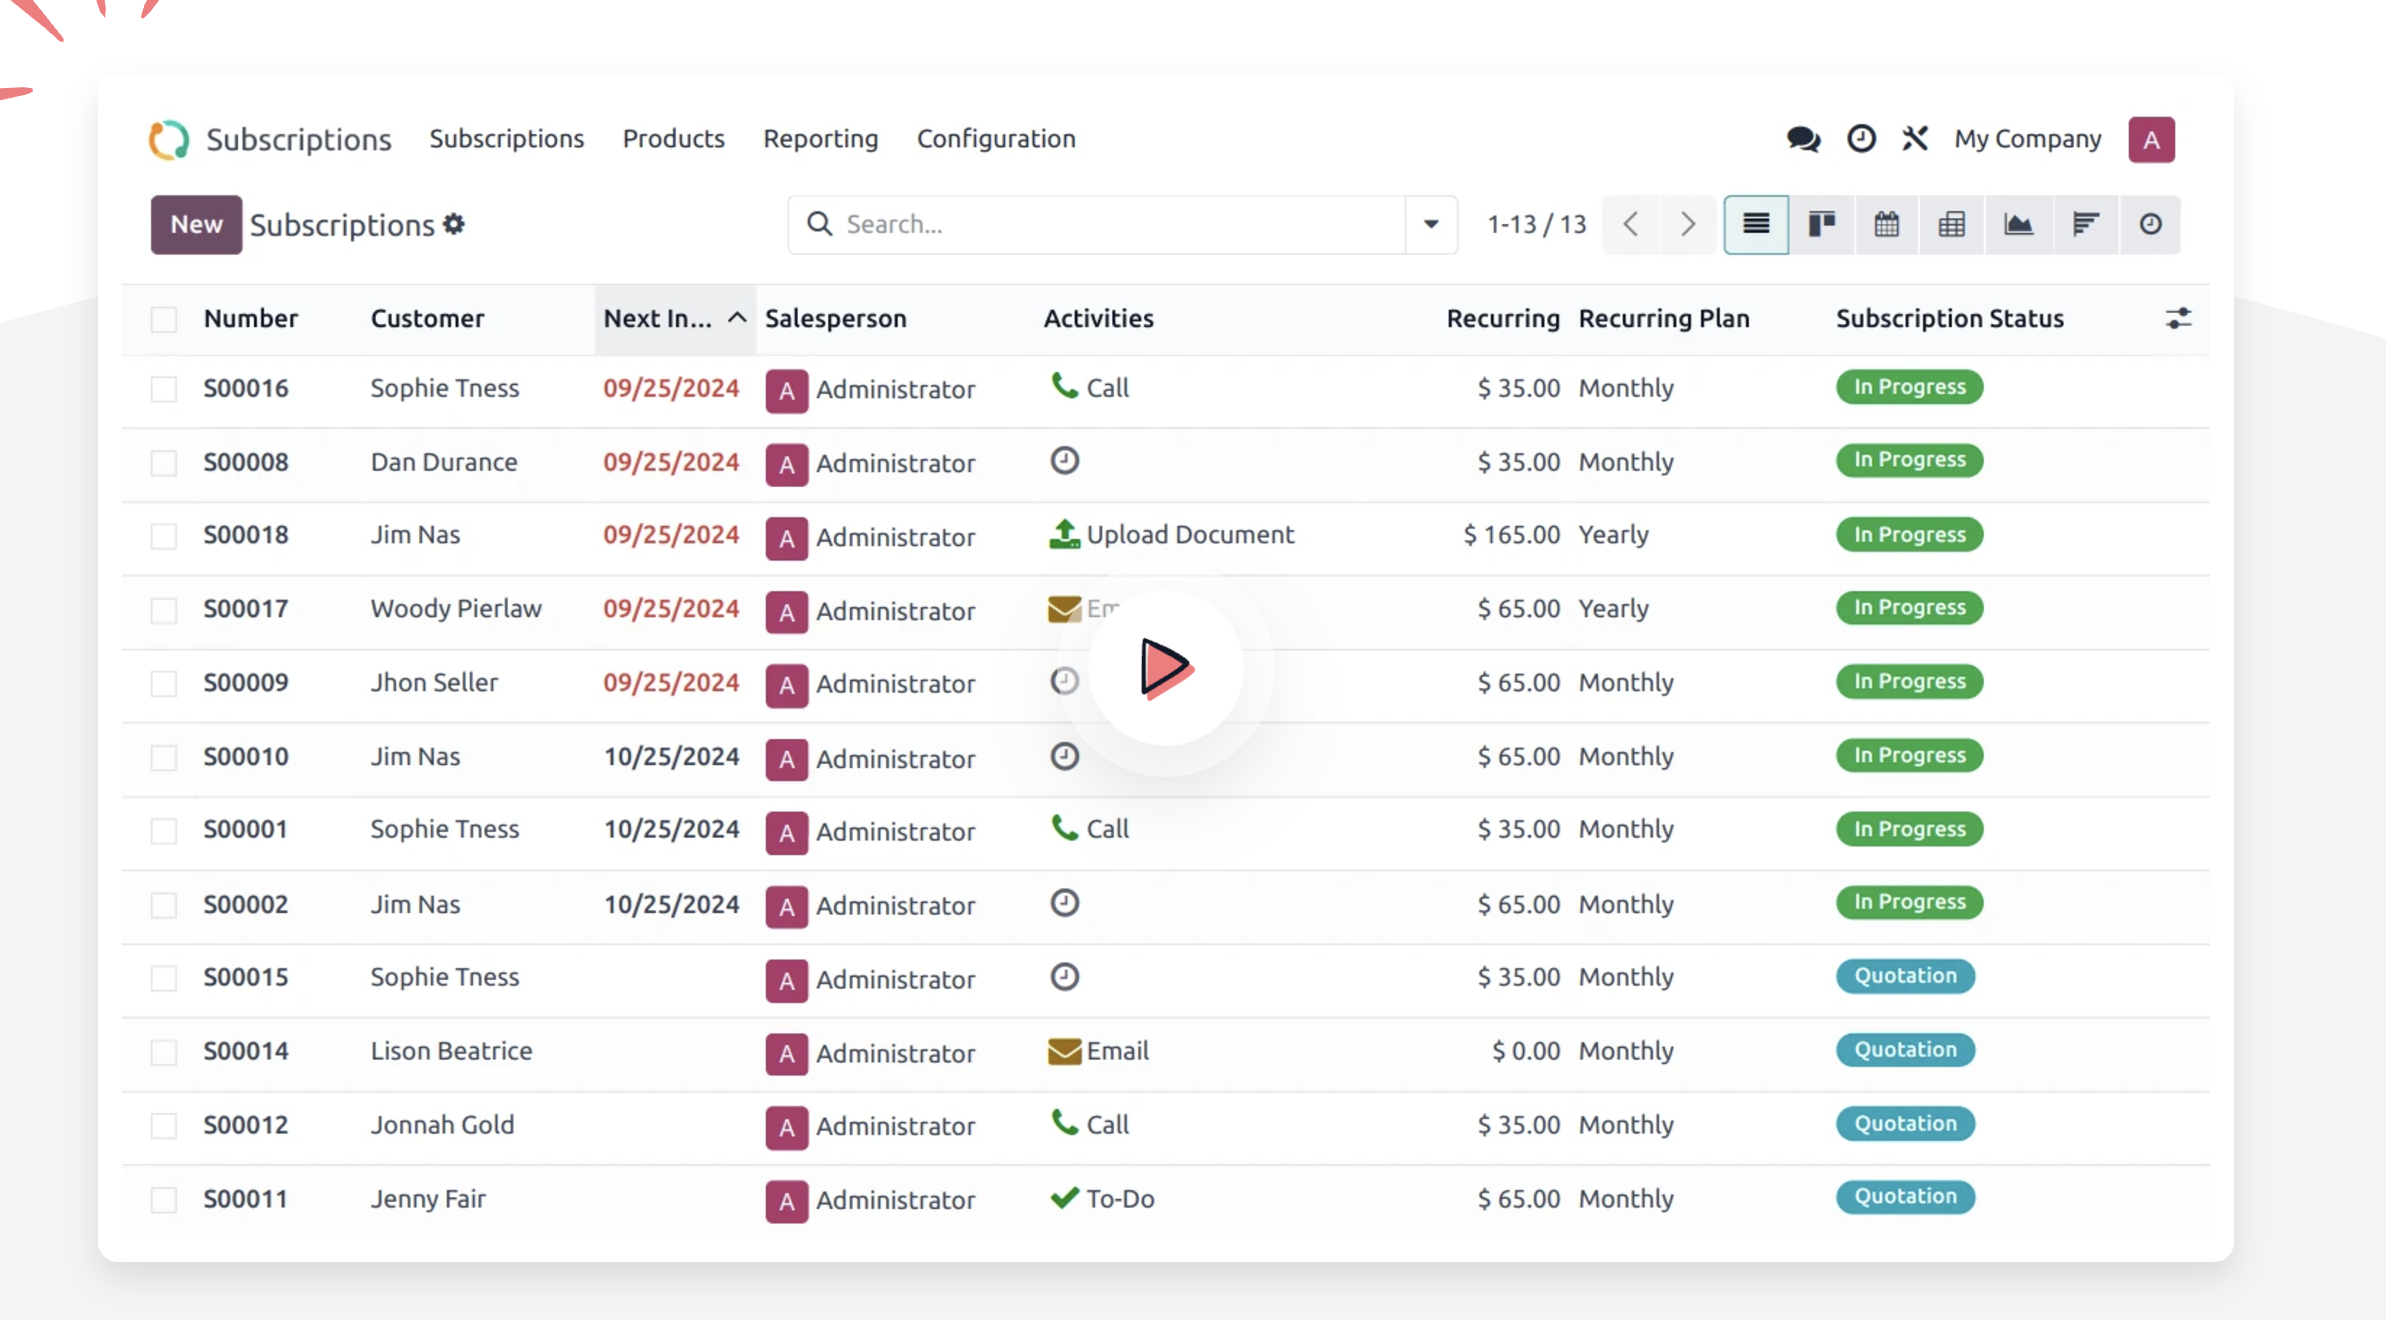 Subscriptions Subscriptions Products Reporting Configuration My Company A
New Subscriptions Search... 1-13 / 13
Number Customer Next In... Salesperson Activities Recurring Recurring Plan Subscription Status
S00016 Sophie Tness 09/25/2024 A Administrator Call $ 35.00 Monthly In Progress
S00008 Dan Durance 09/25/2024 A Administrator $ 35.00 Monthly In Progress
S00018 Jim Nas 09/25/2024 A Administrator Upload Document $ 165.00 Yearly In Progress
S00017 Woody Pierlaw 09/25/2024 A Administrator $ 65.00 Yearly In Progress
S00009 Jhon Seller 09/25/2024 A Administrator $ 65.00 Monthly In Progress
S00010 Jim Nas 10/25/2024 A Administrator $ 65.00 Monthly In Progress
S00001 Sophie Tness 10/25/2024 A Administrator Call $ 35.00 Monthly In Progress
S00002 Jim Nas 10/25/2024 A Administrator $ 65.00 Monthly In Progress
S00015 Sophie Tness A Administrator $ 35.00 Monthly Quotation
S00014 Lison Beatrice A Administrator Email $ 0.00 Monthly Quotation
S00012 Jonnah Gold A Administrator Call $ 35.00 Monthly Quotation
S00011 Jenny Fair A Administrator To-Do $ 65.00 Monthly Quotation